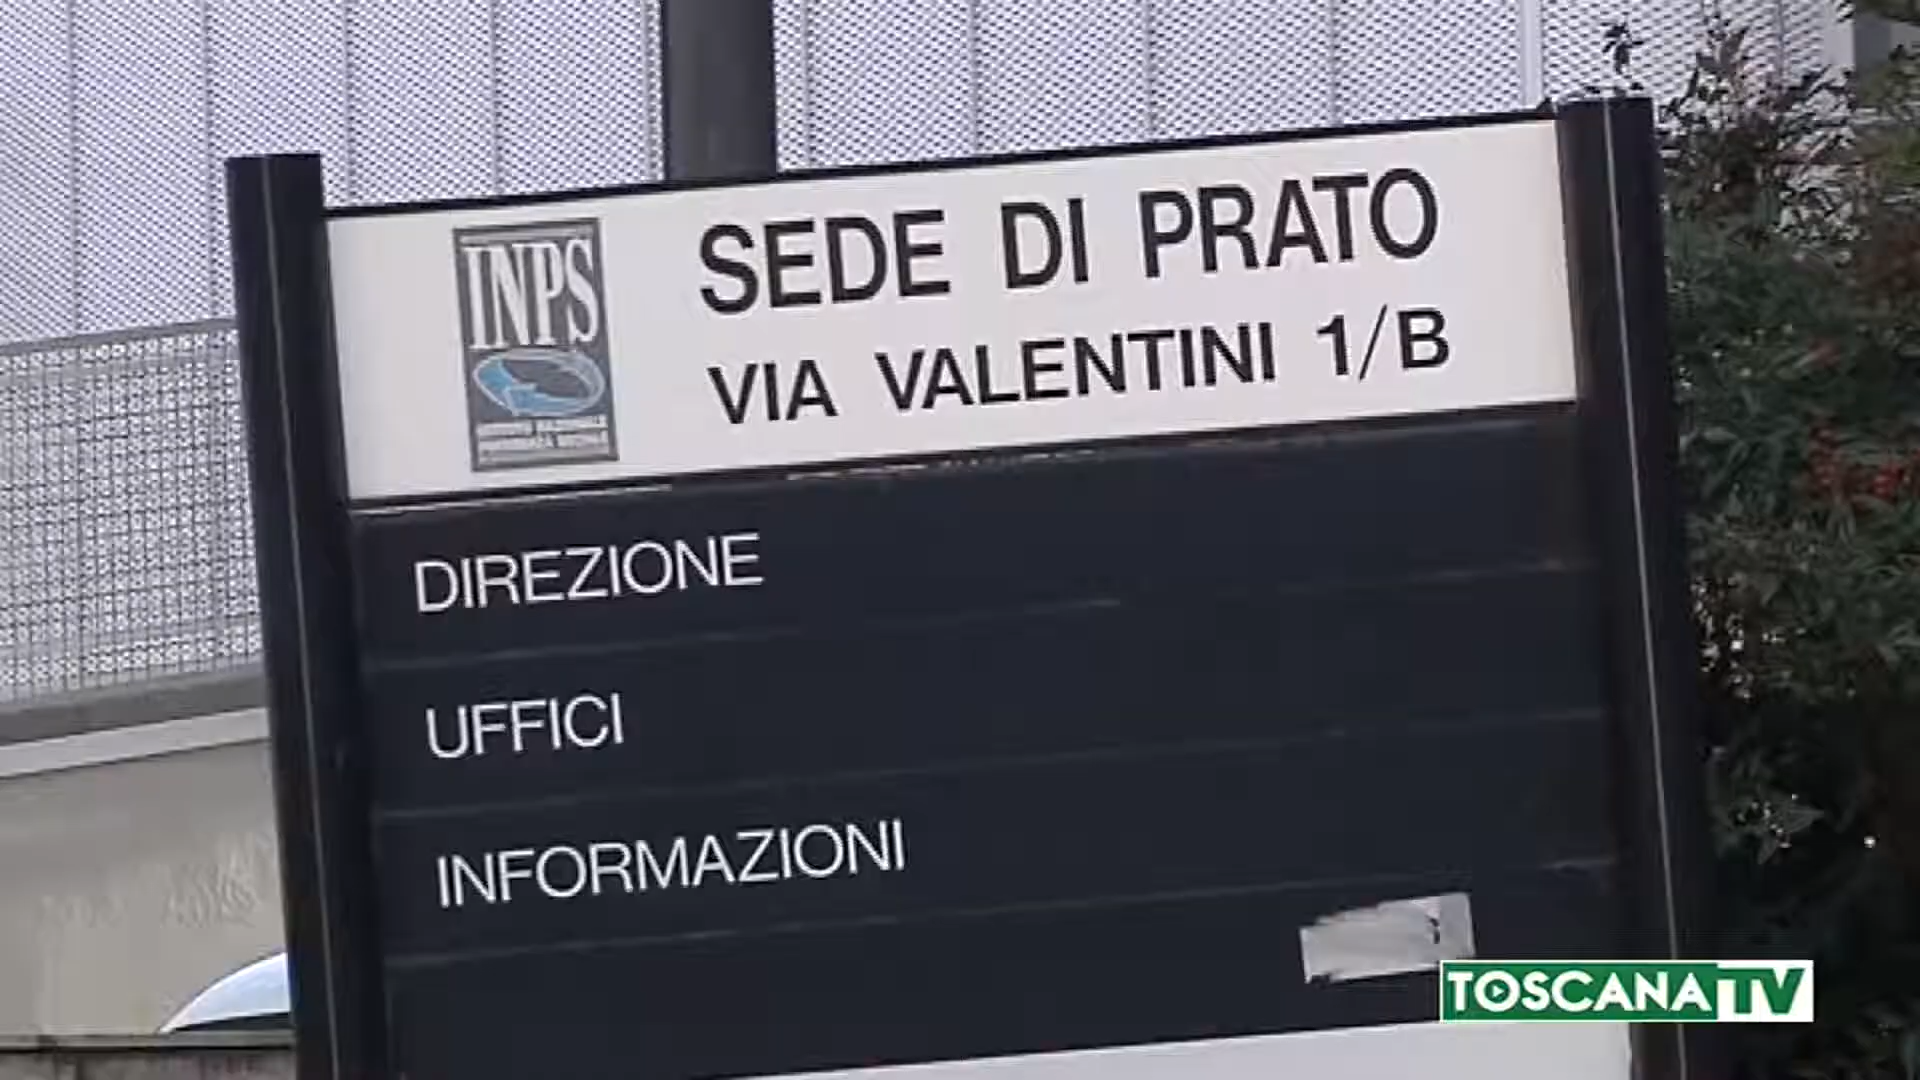 INPS
SEDE DI PRATO
VIA VALENTINI 1/B
DIREZIONE
UFFICI
INFORMAZIONI
TOSCANA TV